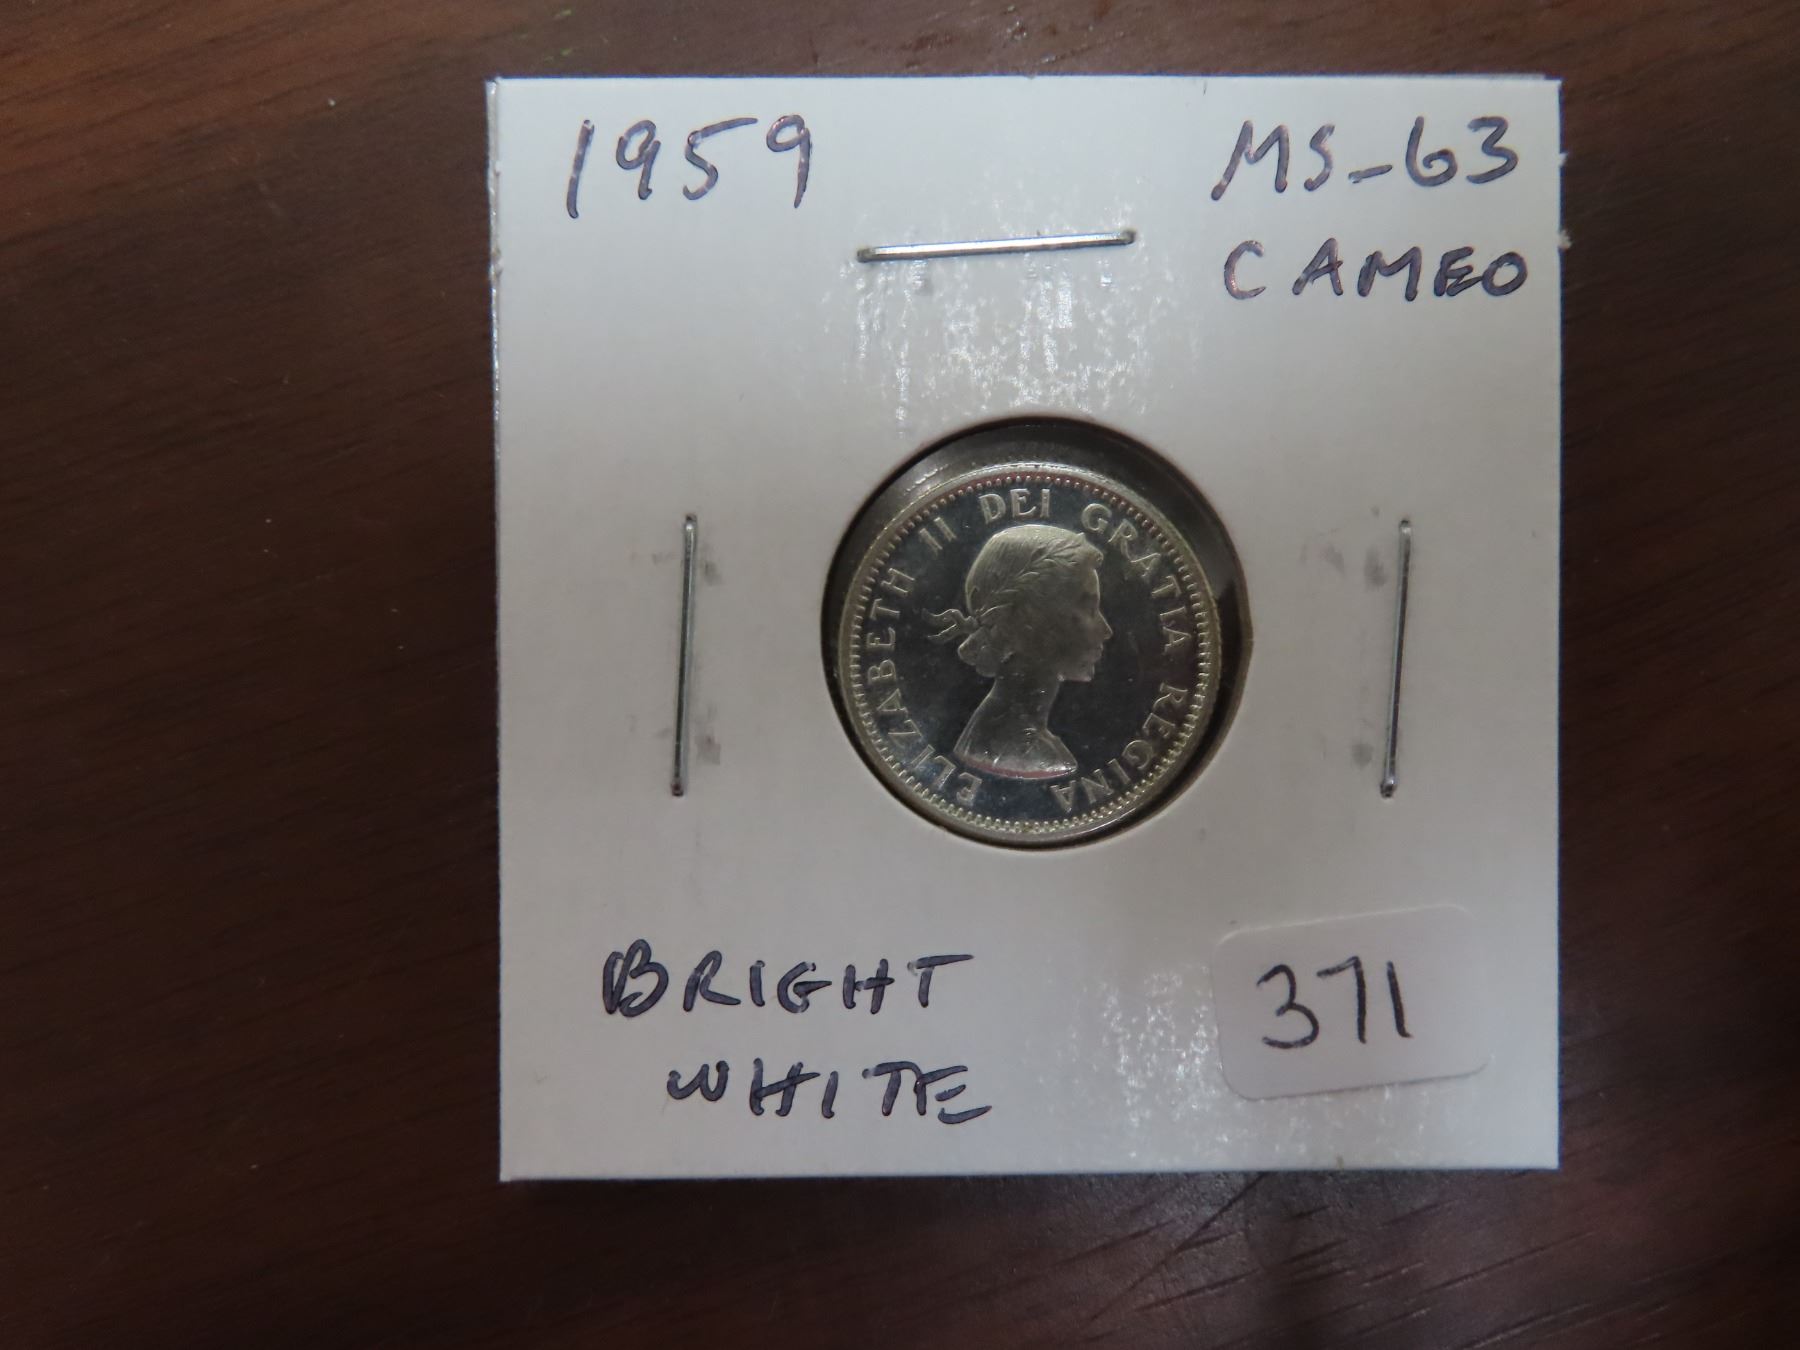 1959
MS-63
CAMEO
ELIZABETH II DEI GRATIA REGINA
BRIGHT
WHITE
371